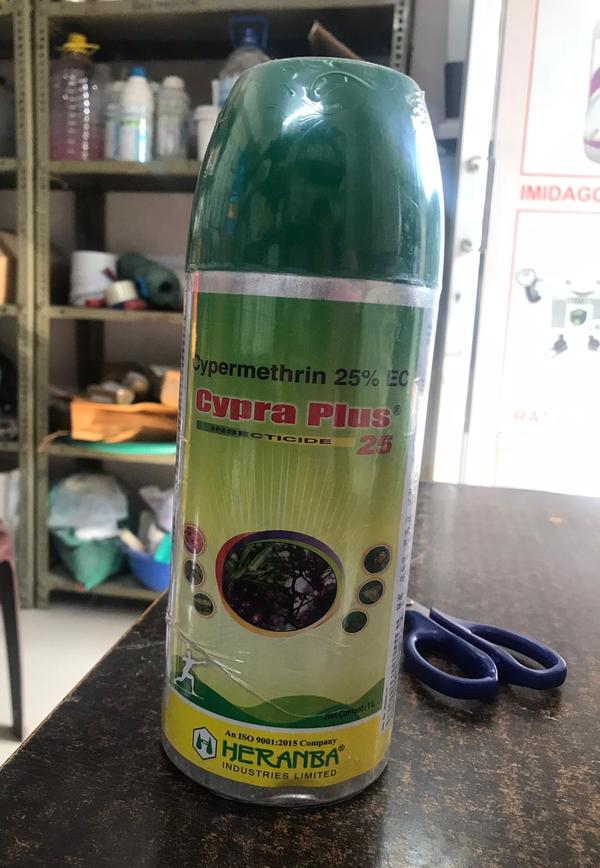 Cypermethrin 25% EC
Cypra Plus®
INSECTICIDE
25
Net Content: 1 L
An ISO 9001:2015 Company
HERANBA®
INDUSTRIES LIMITED
IMIDAGO